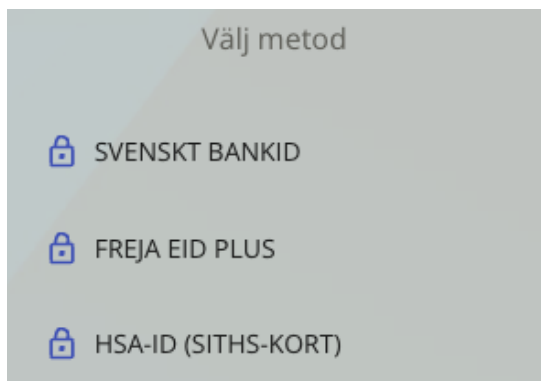 Välj metod
SVENSKT BANKID
FREJA EID PLUS
HSA-ID (SITHS-KORT)